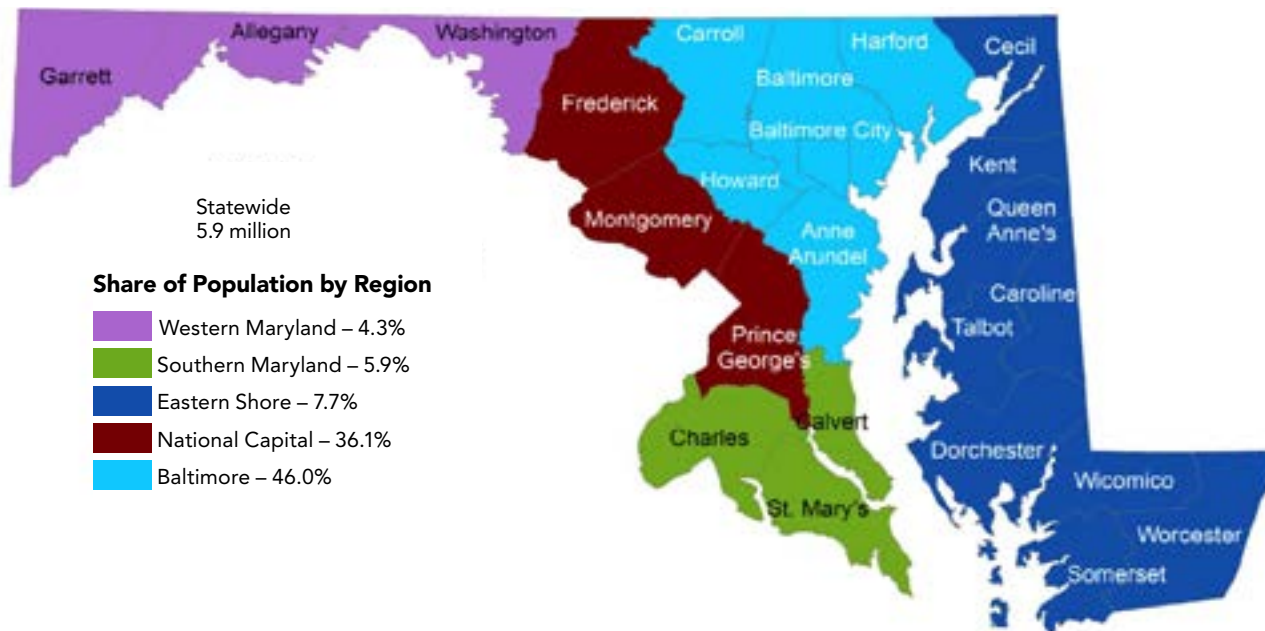 Garrett
Allegany
Washington
Frederick
Carroll
Baltimore
Harford
Cecil
Baltimore City
Howard
Montgomery
Anne
Arundel
Prince
George's
Kent
Queen
Anne's
Caroline
Talbot
Charles
Calvert
St. Mary's
Dorchester
Wicomico
Worcester
Somerset
Statewide
5.9 million
Share of Population by Region
Western Maryland – 4.3%
Southern Maryland – 5.9%
Eastern Shore – 7.7%
National Capital – 36.1%
Baltimore – 46.0%